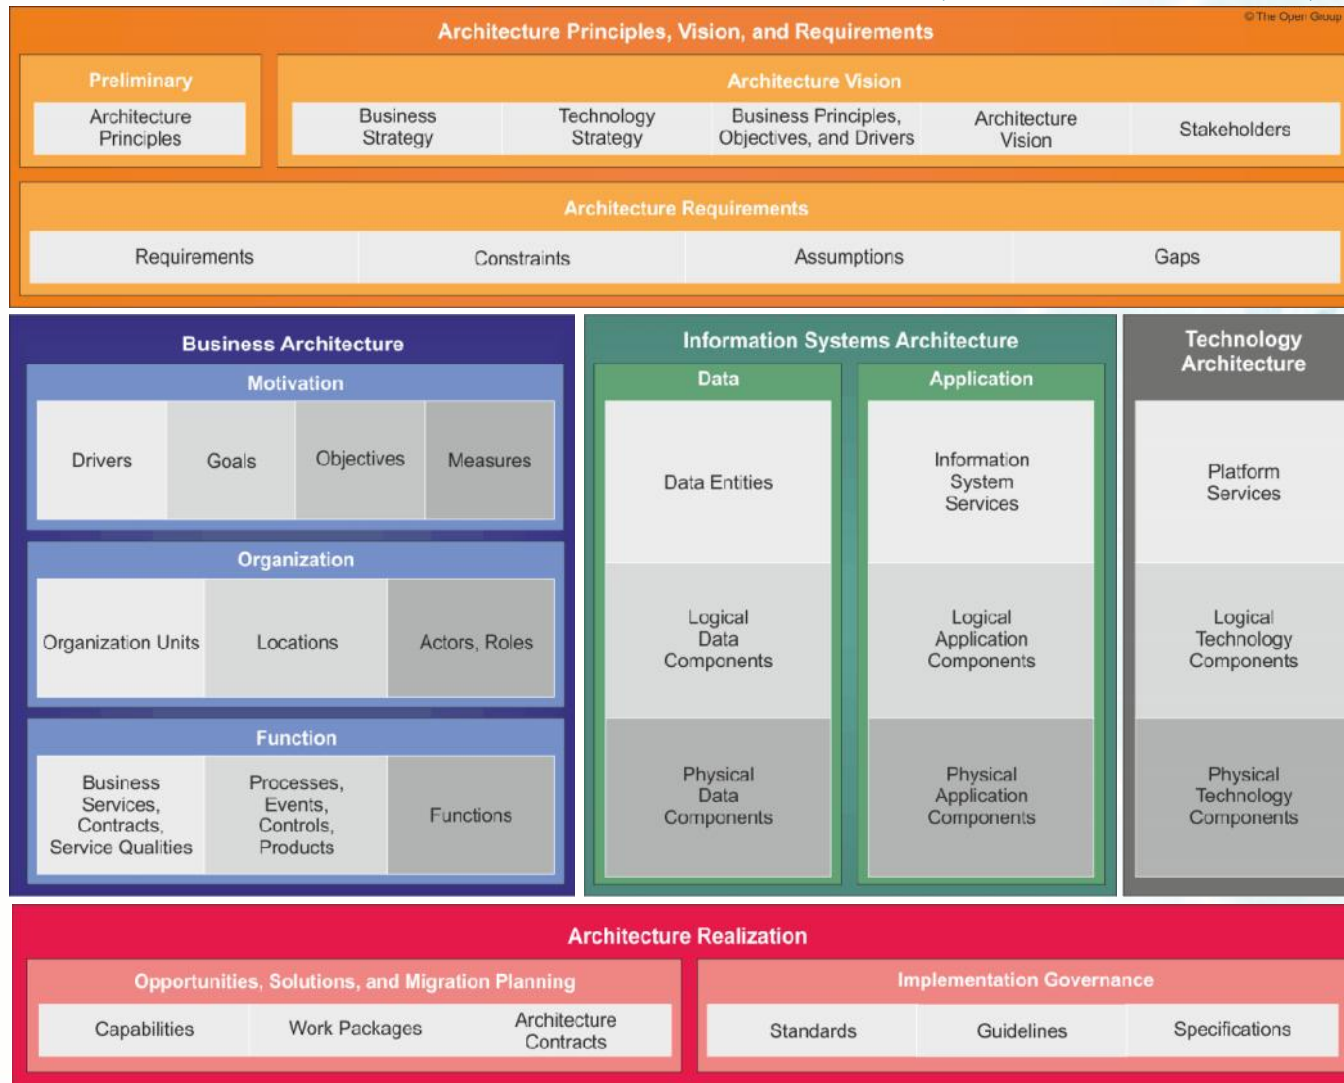 © The Open Group
Architecture Principles, Vision, and Requirements
Preliminary
Architecture
Principles
Architecture Vision
Business
Strategy
Technology
Strategy
Business Principles,
Objectives, and Drivers
Architecture
Vision
Stakeholders
Architecture Requirements
Requirements
Constraints
Assumptions
Gaps
Business Architecture
Motivation
Drivers
Goals
Objectives
Measures
Organization
Organization Units
Locations
Actors, Roles
Function
Business
Services,
Contracts,
Service Qualities
Processes,
Events,
Controls,
Products
Functions
Information Systems Architecture
Data
Data Entities
Logical
Data
Components
Physical
Data
Components
Application
Information
System
Services
Logical
Application
Components
Physical
Application
Components
Technology
Architecture
Platform
Services
Logical
Technology
Components
Physical
Technology
Components
Architecture Realization
Opportunities, Solutions, and Migration Planning
Capabilities
Work Packages
Architecture
Contracts
Implementation Governance
Standards
Guidelines
Specifications